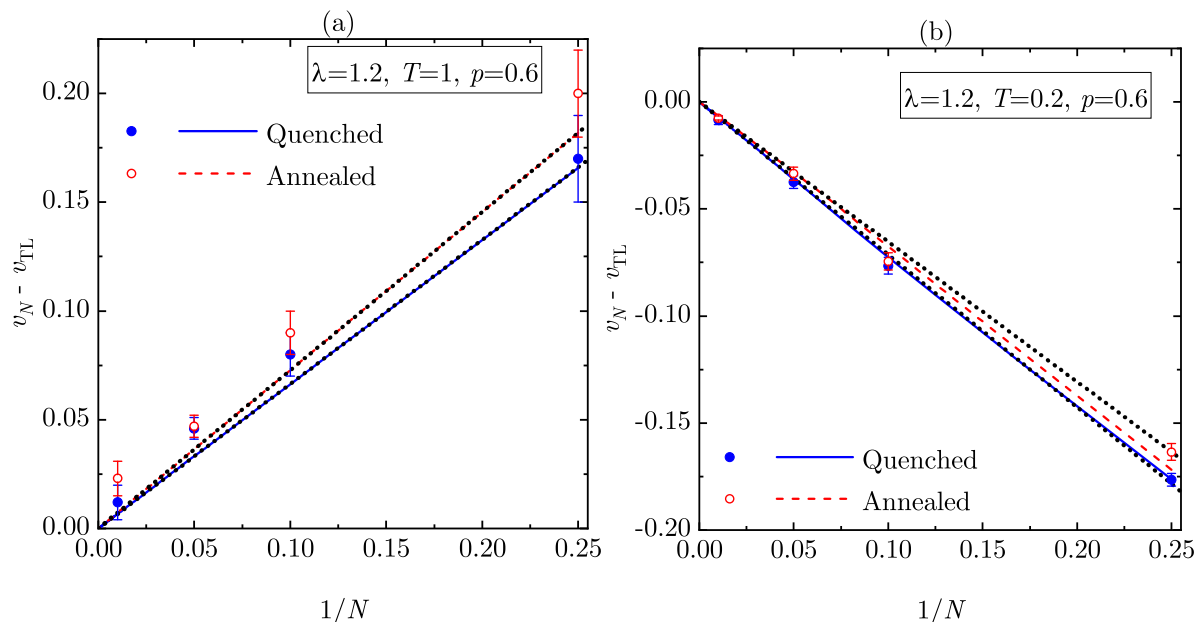 (a)
λ=1.2, T=1, p=0.6
Quenched
Annealed
0.20
0.15
0.10
0.05
0.00
v_N - v_TL
0.00 0.05 0.10 0.15 0.20 0.25
1/N
(b)
λ=1.2, T=0.2, p=0.6
0.00
-0.05
-0.10
-0.15
-0.20
v_N - v_TL
Quenched
Annealed
0.00 0.05 0.10 0.15 0.20 0.25
1/N